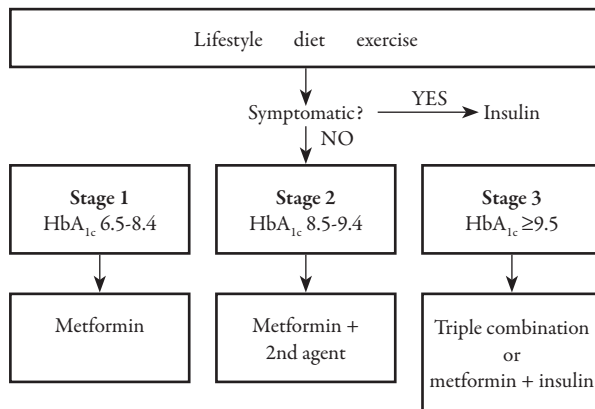 Lifestyle diet exercise
Symptomatic?
YES
Insulin
NO
Stage 1
HbA1c 6.5-8.4
Stage 2
HbA1c 8.5-9.4
Stage 3
HbA1c ≥9.5
Metformin
Metformin +
2nd agent
Triple combination
or
metformin + insulin